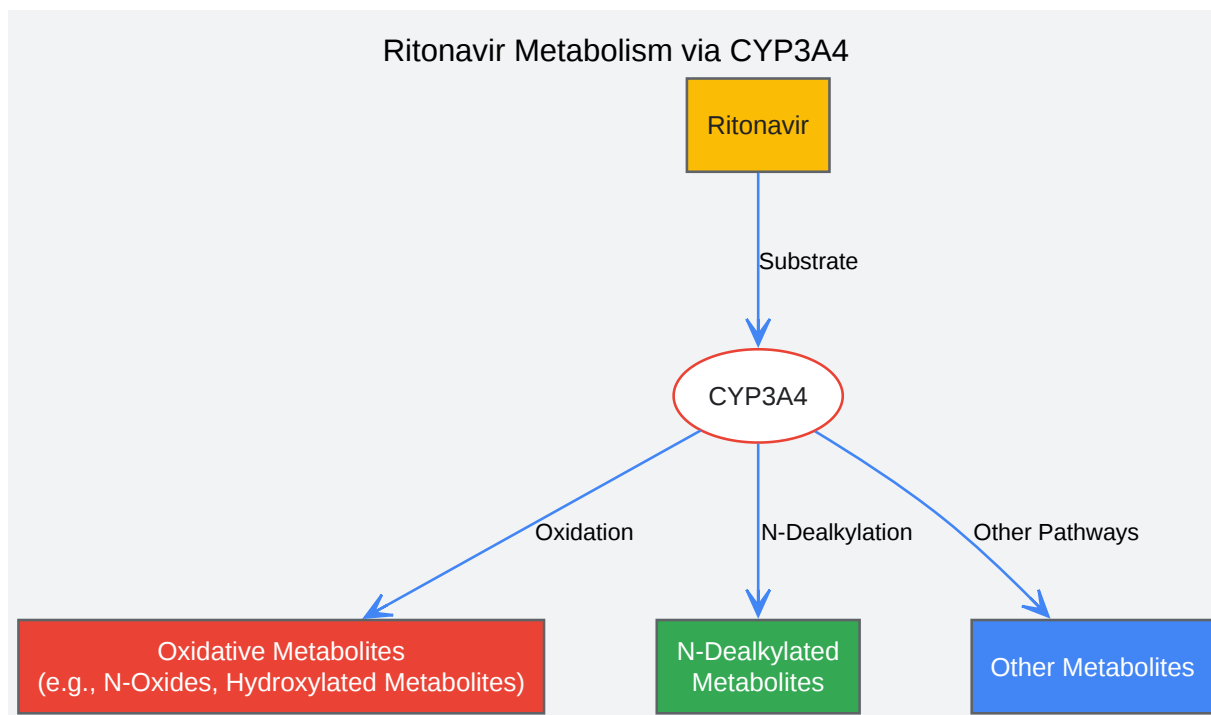 Ritonavir Metabolism via CYP3A4
Ritonavir
Substrate
CYP3A4
Oxidation
N-Dealkylation
Other Pathways
Oxidative Metabolites
(e.g., N-Oxides, Hydroxylated Metabolites)
N-Dealkylated
Metabolites
Other Metabolites